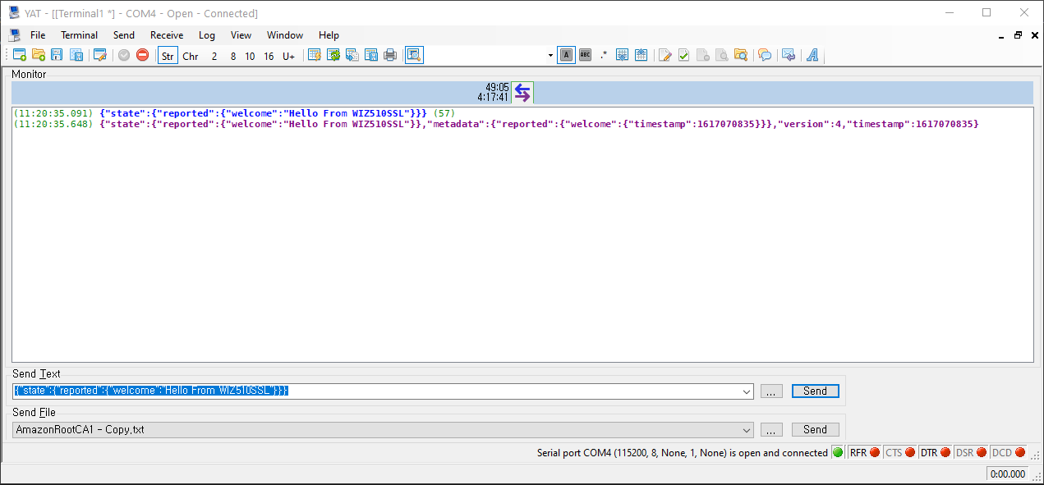 YAT - [[Terminal1 *] - COM4 - Open - Connected]
File Terminal Send Receive Log View Window Help
Str Chr 2 8 10 16 U+ A ABC .*
Monitor
49:05
4:17:41
(11:20:35.091) {"state":{"reported":{"welcome":"Hello From WIZ510SSL"}}} (57)
(11:20:35.648) {"state":{"reported":{"welcome":"Hello From WIZ510SSL"}},"metadata":{"reported":{"welcome":{"timestamp":1617070835}}},"version":4,"timestamp":1617070835}
Send Text
{"state":{"reported":{"welcome":"Hello From WIZ510SSL"}}}
... Send
Send File
AmazonRootCA1 - Copy.txt
... Send
Serial port COM4 (115200, 8, None, 1, None) is open and connected RFR CTS DTR DSR DCD
0:00.000